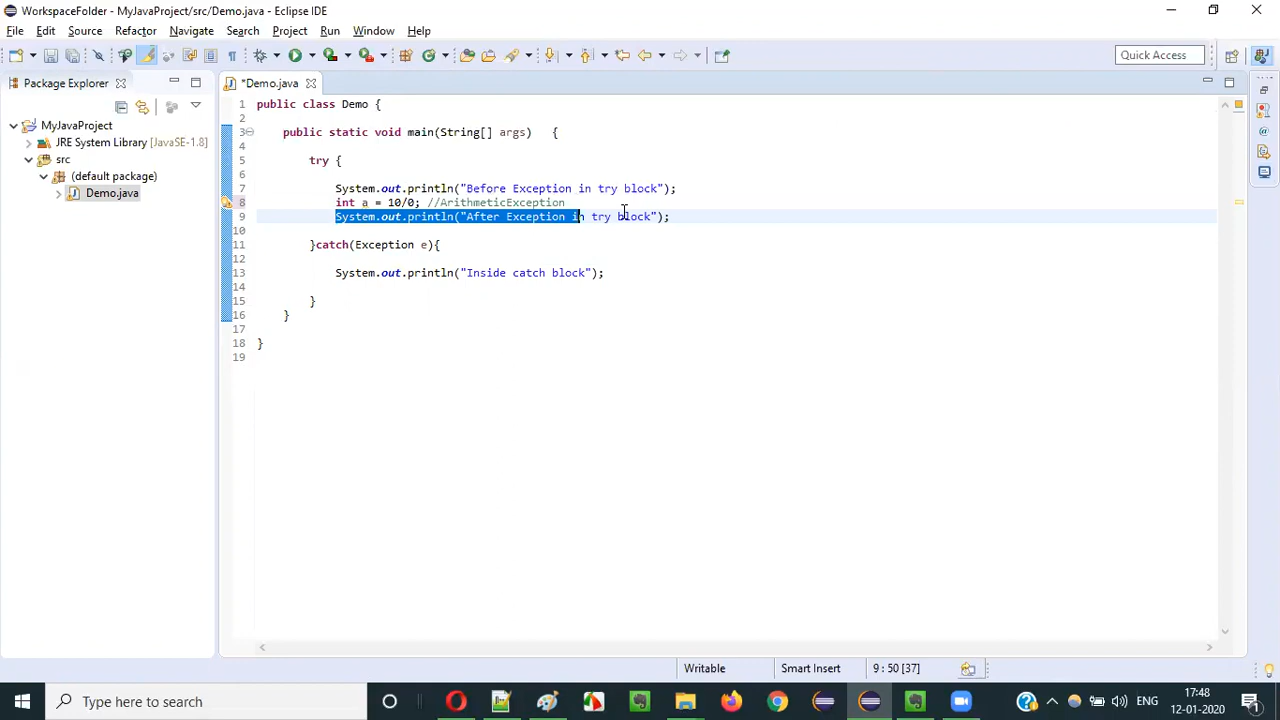 WorkspaceFolder - MyJavaProject/src/Demo.java - Eclipse IDE
File Edit Source Refactor Navigate Search Project Run Window Help
Quick Access
Package Explorer
*Demo.java
MyJavaProject
JRE System Library [JavaSE-1.8]
src
(default package)
Demo.java
1 public class Demo {
2
3 public static void main(String[] args) {
4
5 try {
6
7 System.out.println("Before Exception in try block");
8 int a = 10/0; //ArithmeticException
9 System.out.println("After Exception in try block");
10
11 }catch(Exception e){
12
13 System.out.println("Inside catch block");
14
15 }
16 }
17
18 }
19
Writable Smart Insert 9 : 50 [37]
Type here to search
ENG
17:48
12-01-2020
1